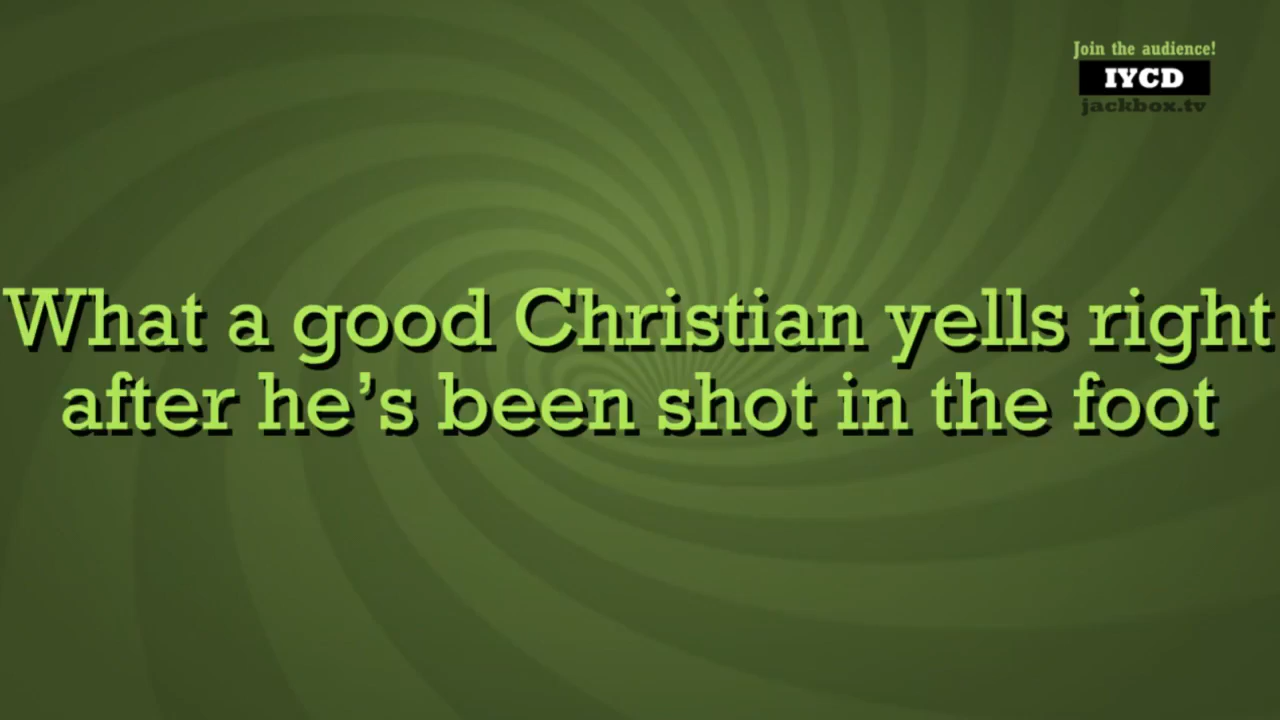 Join the audience!
IYCD
jackbox.tv
What a good Christian yells right
after he’s been shot in the foot